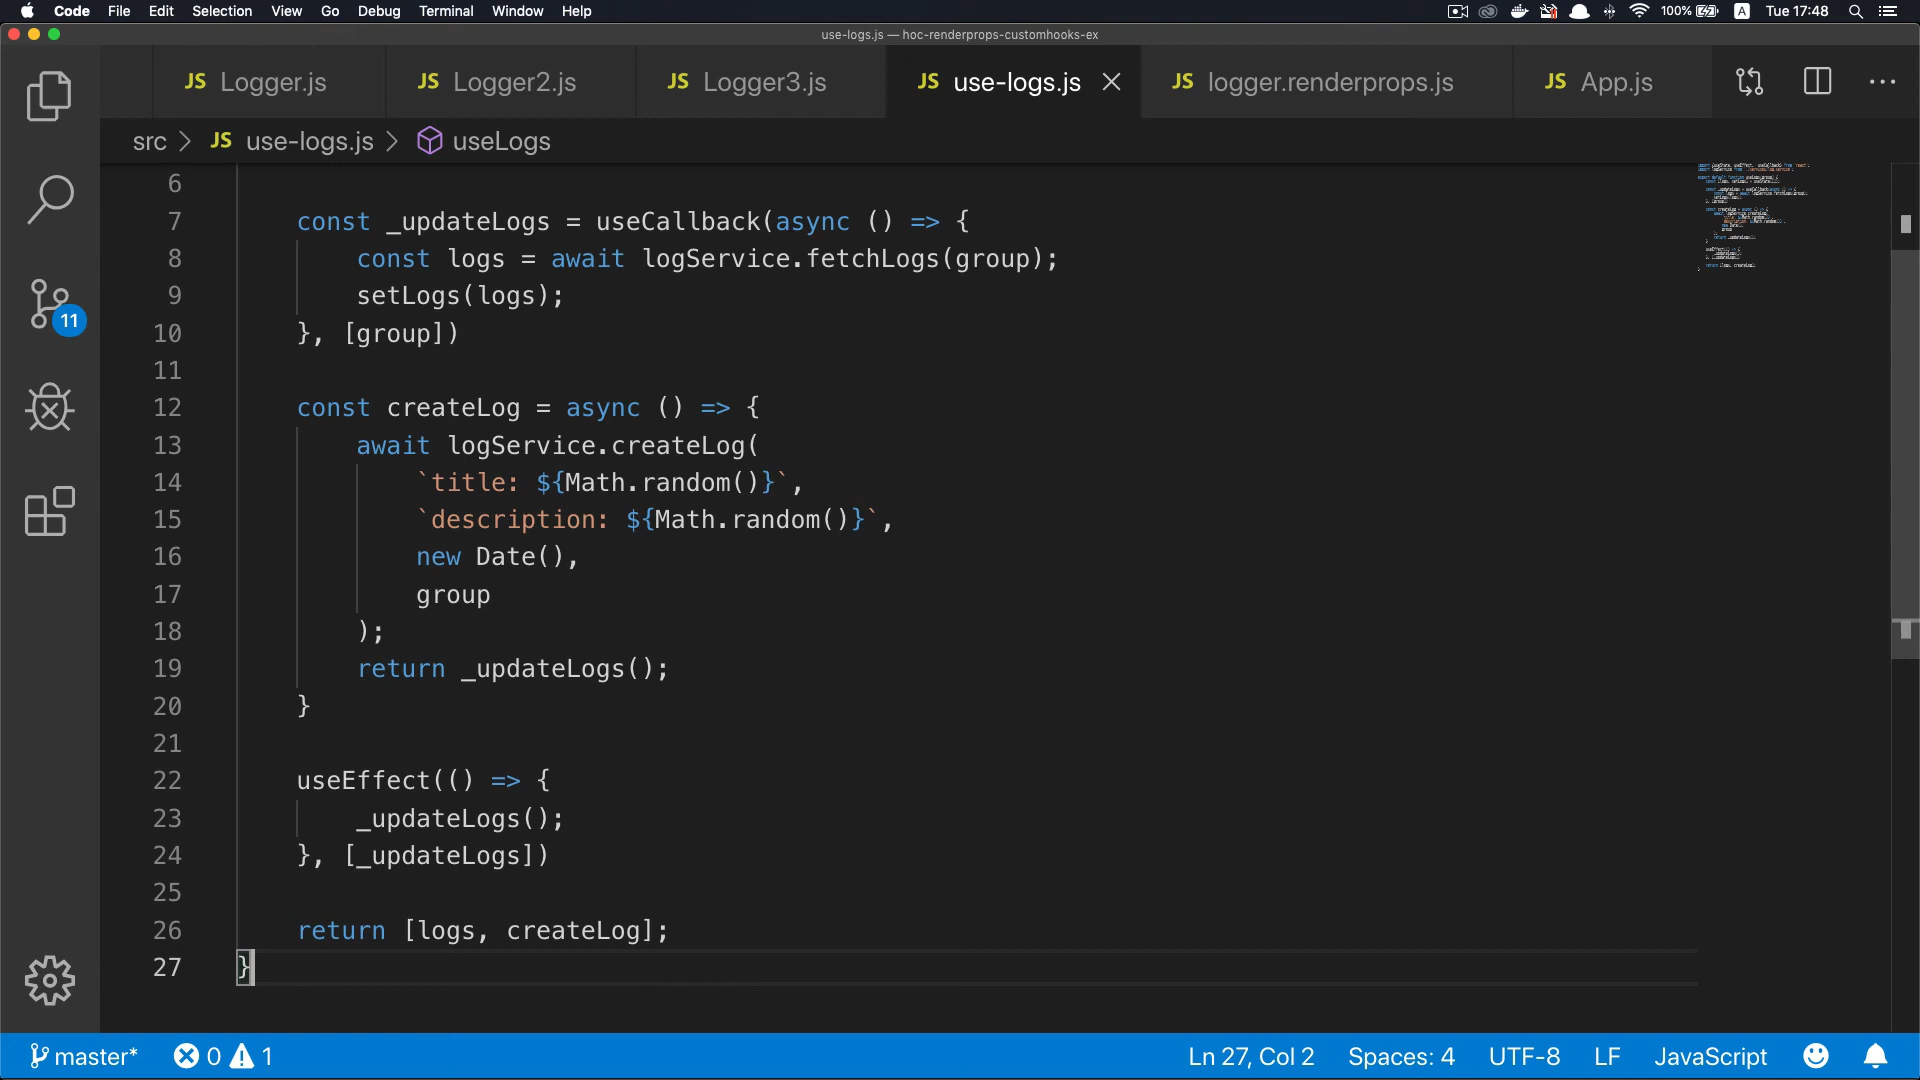 Code File Edit Selection View Go Debug Terminal Window Help 100% A Tue 17:48
use-logs.js — hoc-renderprops-customhooks-ex
JS Logger.js JS Logger2.js JS Logger3.js JS use-logs.js JS logger.renderprops.js JS App.js
src > JS use-logs.js > useLogs
6
7 const _updateLogs = useCallback(async () => {
8 const logs = await logService.fetchLogs(group);
9 setLogs(logs);
10 }, [group])
11
12 const createLog = async () => {
13 await logService.createLog(
14 `title: ${Math.random()}`,
15 `description: ${Math.random()}`,
16 new Date(),
17 group
18 );
19 return _updateLogs();
20 }
21
22 useEffect(() => {
23 _updateLogs();
24 }, [_updateLogs])
25
26 return [logs, createLog];
27 }
11
master* 0 1 Ln 27, Col 2 Spaces: 4 UTF-8 LF JavaScript